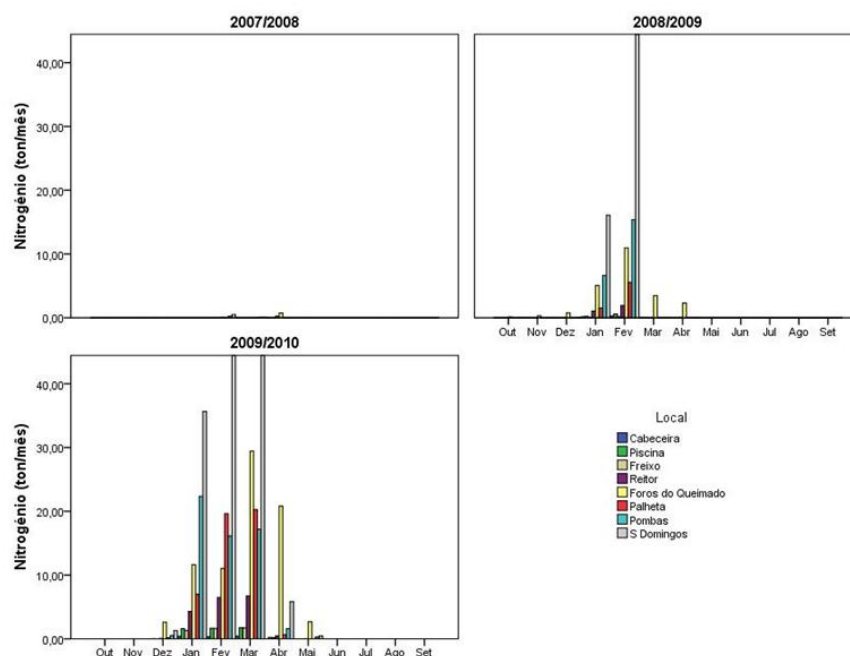 2007/2008
Nitrogénio (ton/mês)
40,00
30,00
20,00
10,00
0,00
2008/2009
Out Nov Dez Jan Fev Mar Abr Mai Jun Jul Ago Set
2009/2010
Nitrogénio (ton/mês)
40,00
30,00
20,00
10,00
0,00
Out Nov Dez Jan Fev Mar Abr Mai Jun Jul Ago Set
Local
Cabeceira
Piscina
Freixo
Reitor
Foros do Queimado
Palheta
Pombas
S Domingos